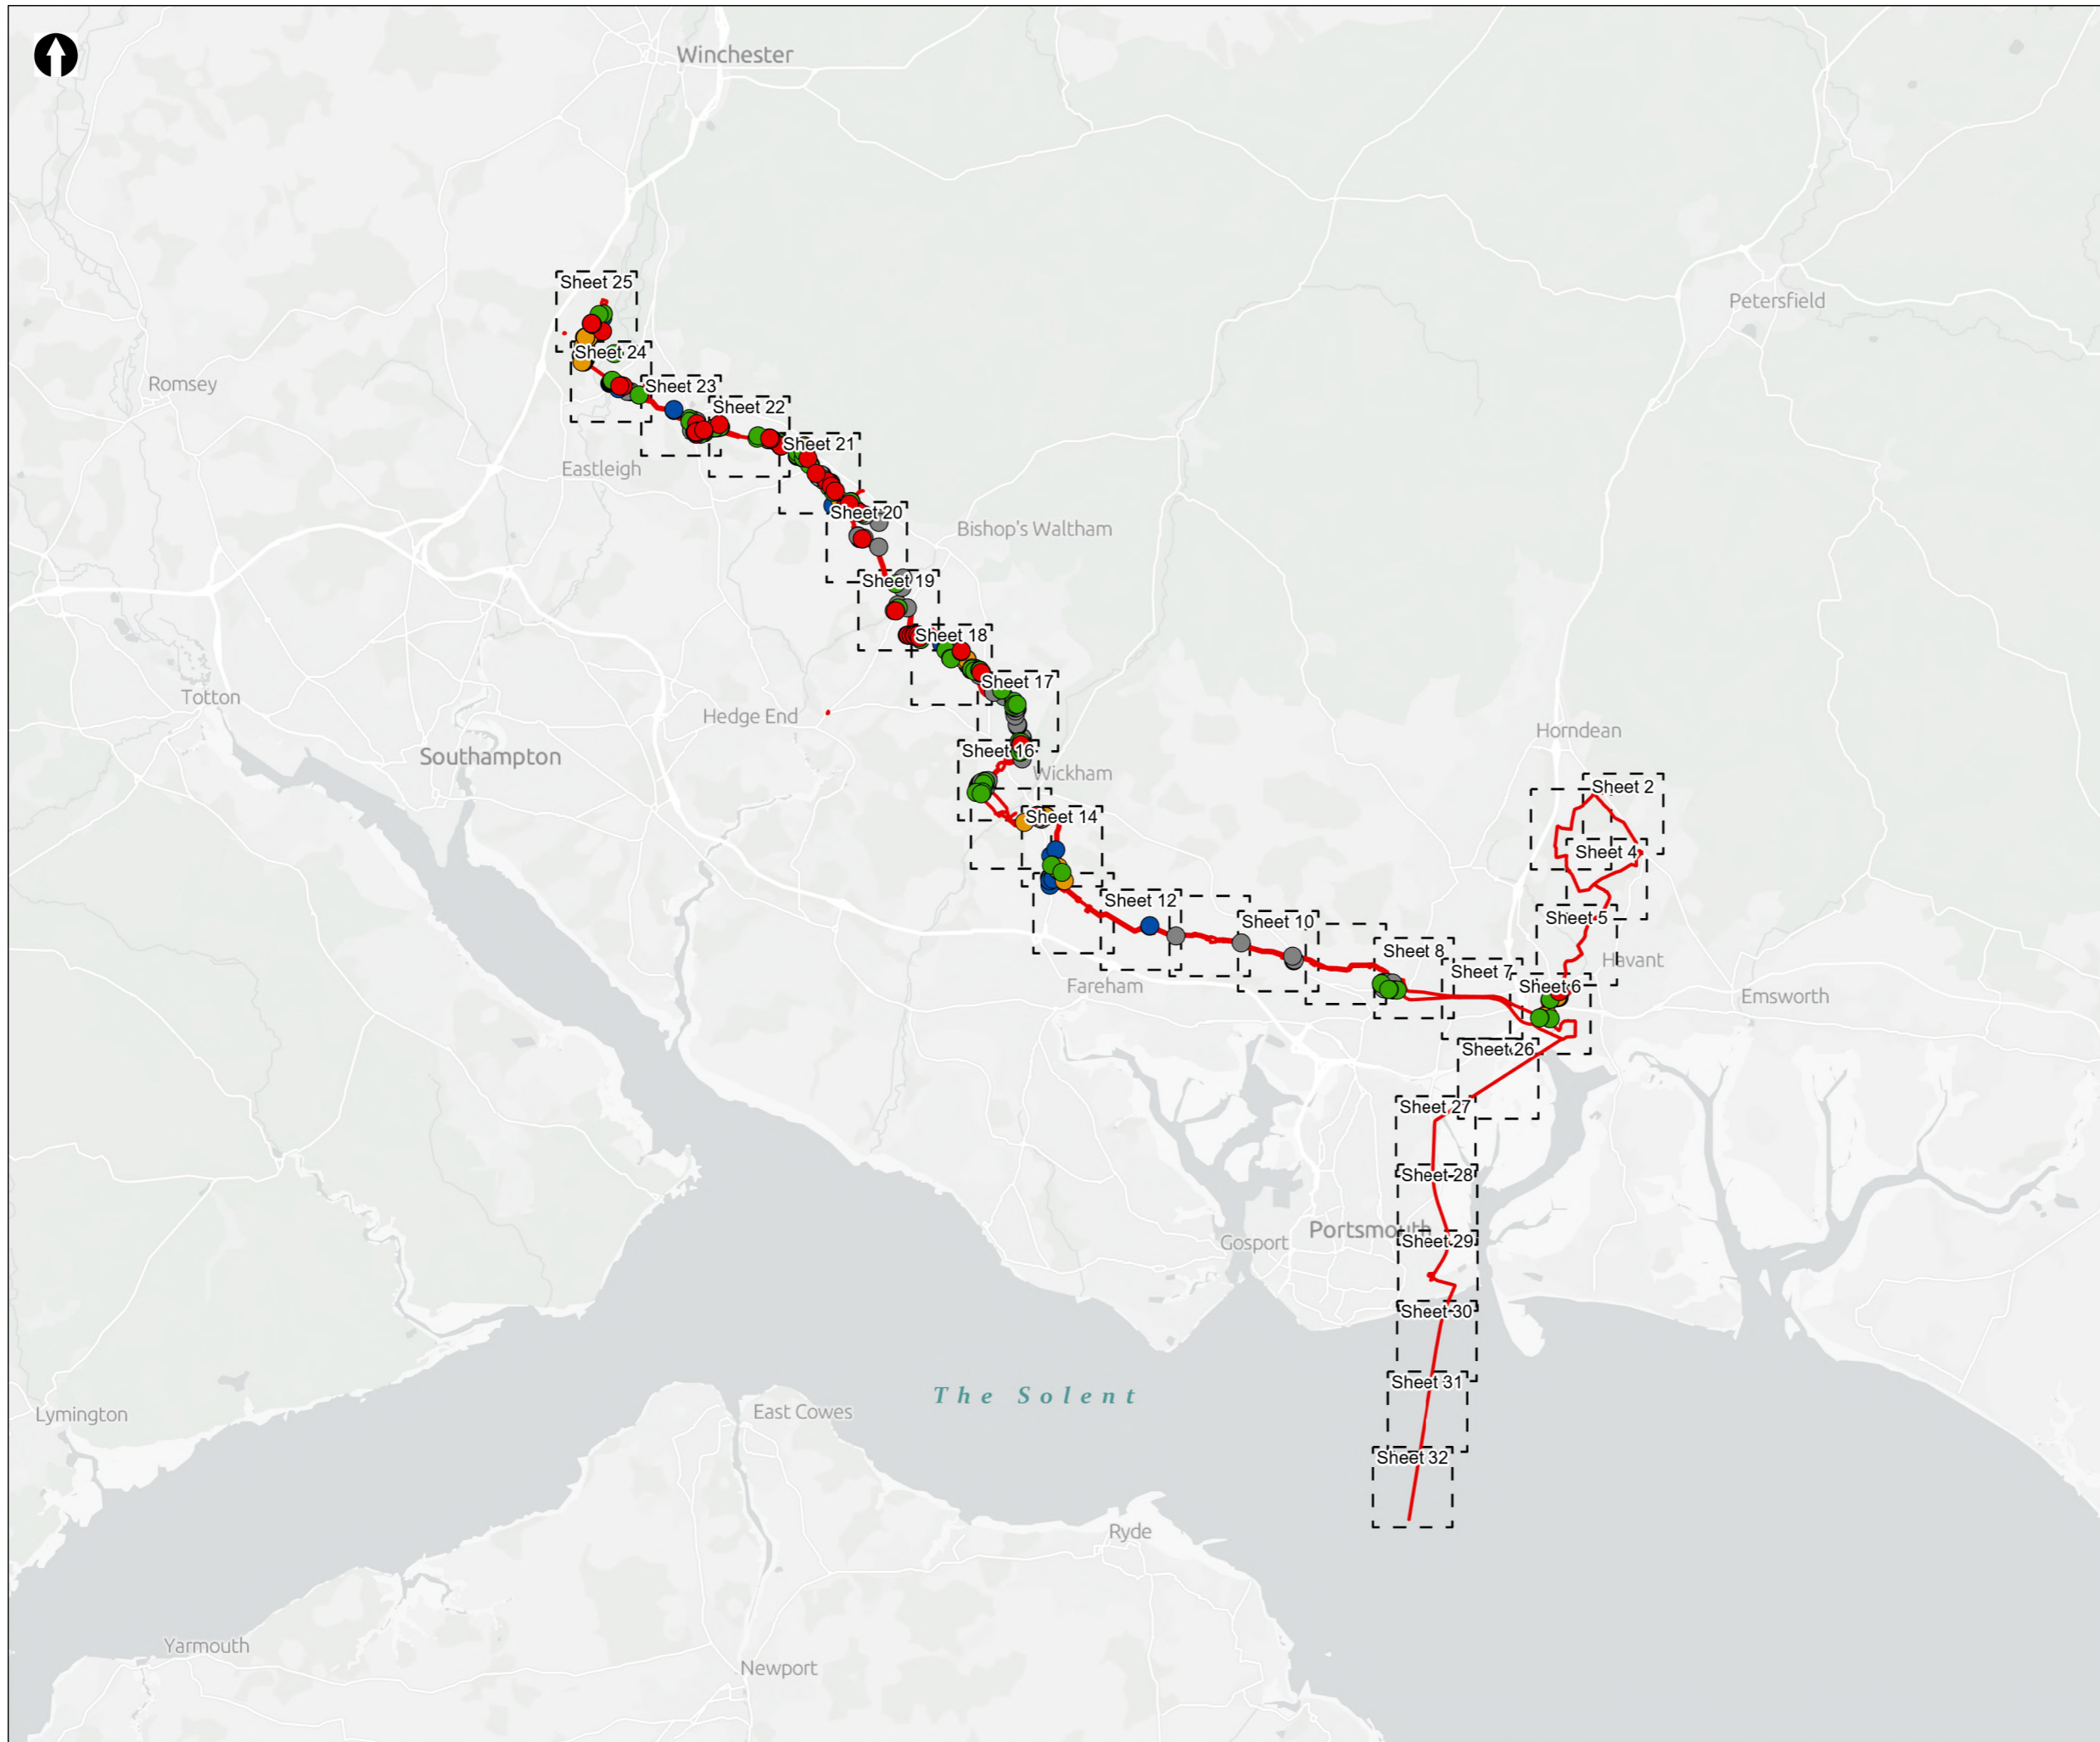 Winchester
Sheet 25
Petersfield
Sheet 24
Romsey
Sheet 23
Sheet 22
Sheet 21
Eastleigh
Sheet 20
Bishop's Waltham
Sheet 19
Sheet 18
Sheet 17
Totton
Hedge End
Horndean
Southampton
Sheet 16
Wickham
Sheet 2
Sheet 14
Sheet 4
Sheet 12
Sheet 5
Sheet 10
Sheet 8
Havant
Sheet 7
Fareham
Sheet 6
Emsworth
Sheet 26
Sheet 27
Sheet 28
Portsmouth
Gosport
Sheet 29
Sheet 30
Sheet 31
The Solent
East Cowes
Lymington
Sheet 32
Ryde
Yarmouth
Newport